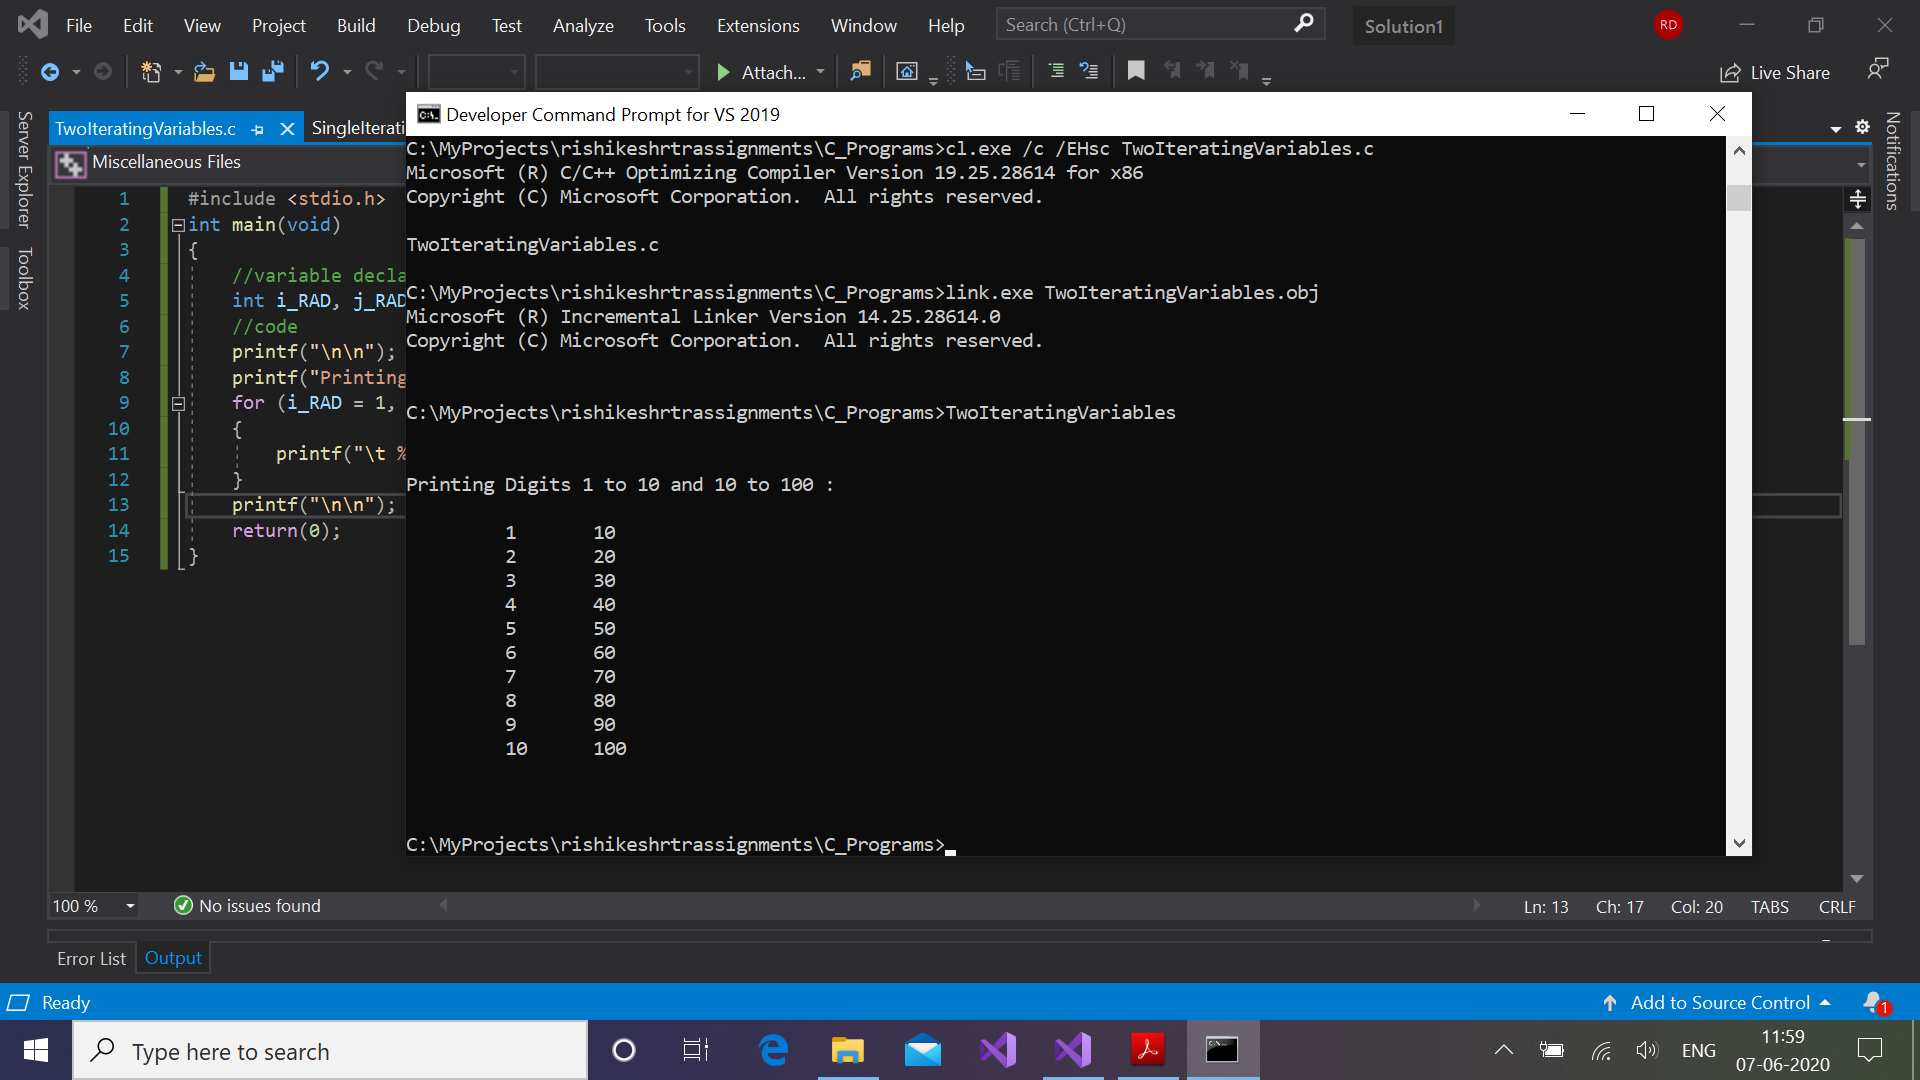 File Edit View Project Build Debug Test Analyze Tools Extensions Window Help Search (Ctrl+Q) Solution1 RD
Attach... Live Share
Server Explorer
Toolbox
TwoIteratingVariables.c SingleIterati
Miscellaneous Files
1 #include <stdio.h>
2 int main(void)
3 {
4 //variable decla
5 int i_RAD, j_RAD
6 //code
7 printf("\n\n");
8 printf("Printing
9 for (i_RAD = 1,
10 {
11 printf("\t %
12 }
13 printf("\n\n");
14 return(0);
15 }
Developer Command Prompt for VS 2019
C:\MyProjects\rishikeshrtrassignments\C_Programs>cl.exe /c /EHsc TwoIteratingVariables.c
Microsoft (R) C/C++ Optimizing Compiler Version 19.25.28614 for x86
Copyright (C) Microsoft Corporation.  All rights reserved.
TwoIteratingVariables.c
C:\MyProjects\rishikeshrtrassignments\C_Programs>link.exe TwoIteratingVariables.obj
Microsoft (R) Incremental Linker Version 14.25.28614.0
Copyright (C) Microsoft Corporation.  All rights reserved.
C:\MyProjects\rishikeshrtrassignments\C_Programs>TwoIteratingVariables
Printing Digits 1 to 10 and 10 to 100 :
1 10
2 20
3 30
4 40
5 50
6 60
7 70
8 80
9 90
10 100
C:\MyProjects\rishikeshrtrassignments\C_Programs>
Notifications
100 % No issues found Ln: 13 Ch: 17 Col: 20 TABS CRLF
Error List Output
Ready Add to Source Control 1
Type here to search ENG 11:59
07-06-2020